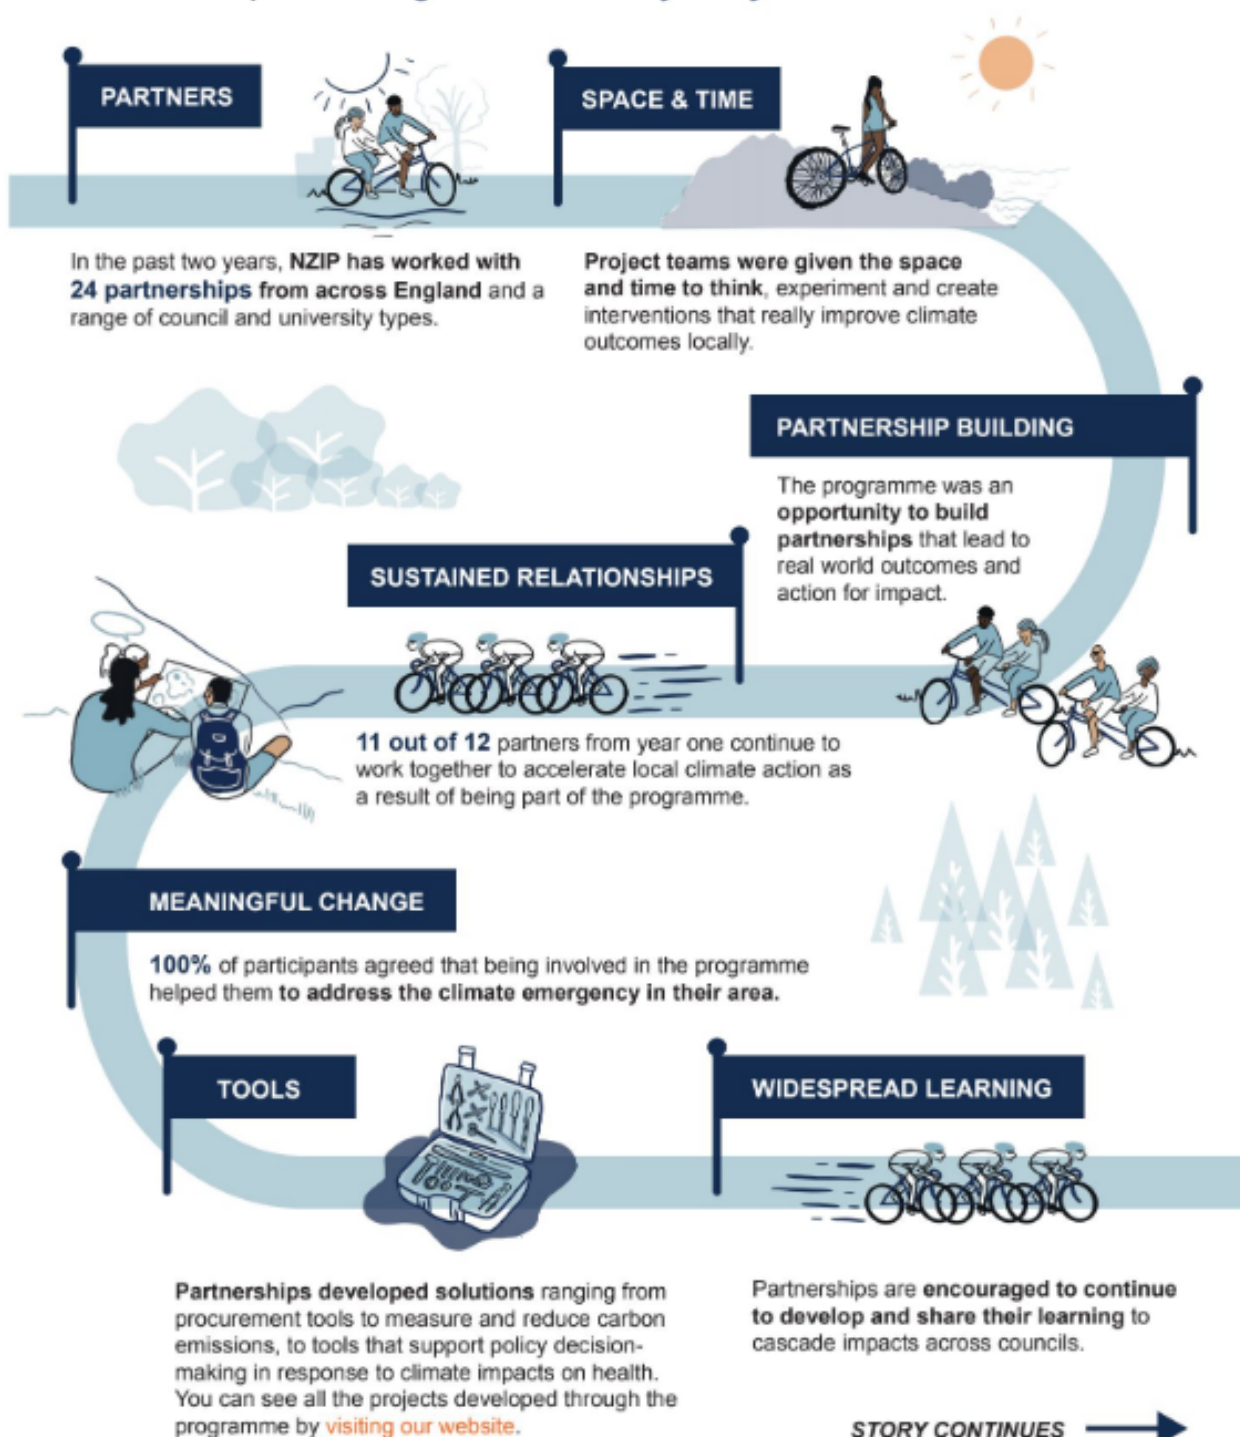 PARTNERS
SPACE & TIME
In the past two years, NZIP has worked with
24 partnerships from across England and a
range of council and university types.
Project teams were given the space
and time to think, experiment and create
interventions that really improve climate
outcomes locally.
PARTNERSHIP BUILDING
The programme was an
opportunity to build
partnerships that lead to
real world outcomes and
action for impact.
SUSTAINED RELATIONSHIPS
11 out of 12 partners from year one continue to
work together to accelerate local climate action as
a result of being part of the programme.
MEANINGFUL CHANGE
100% of participants agreed that being involved in the programme
helped them to address the climate emergency in their area.
TOOLS
WIDESPREAD LEARNING
Partnerships developed solutions ranging from
procurement tools to measure and reduce carbon
emissions, to tools that support policy decision-
making in response to climate impacts on health.
You can see all the projects developed through the
programme by visiting our website.
Partnerships are encouraged to continue
to develop and share their learning to
cascade impacts across councils.
STORY CONTINUES